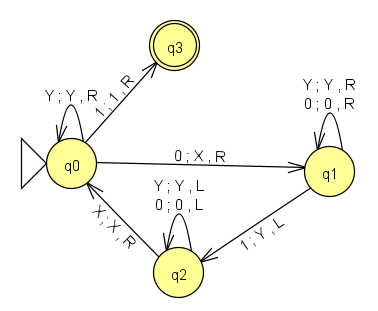 q3
1 ; 1 , R
Y ; Y , R
Y ; Y , R
0 ; 0 , R
q0
0 ; X , R
q1
Y ; Y , L
0 ; 0 , L
X ; X , R
1 ; Y , L
q2